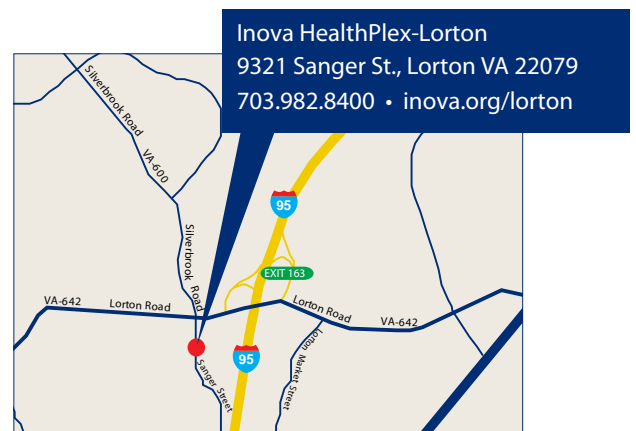 Inova HealthPlex-Lorton
9321 Sanger St., Lorton VA 22079
703.982.8400 • inova.org/lorton
Silverbrook Road
VA-600
Silverbrook Road
95
EXIT 163
VA-642
Lorton Road
Lorton Road
VA-642
95
Sanger Street
Lorton
Market Street